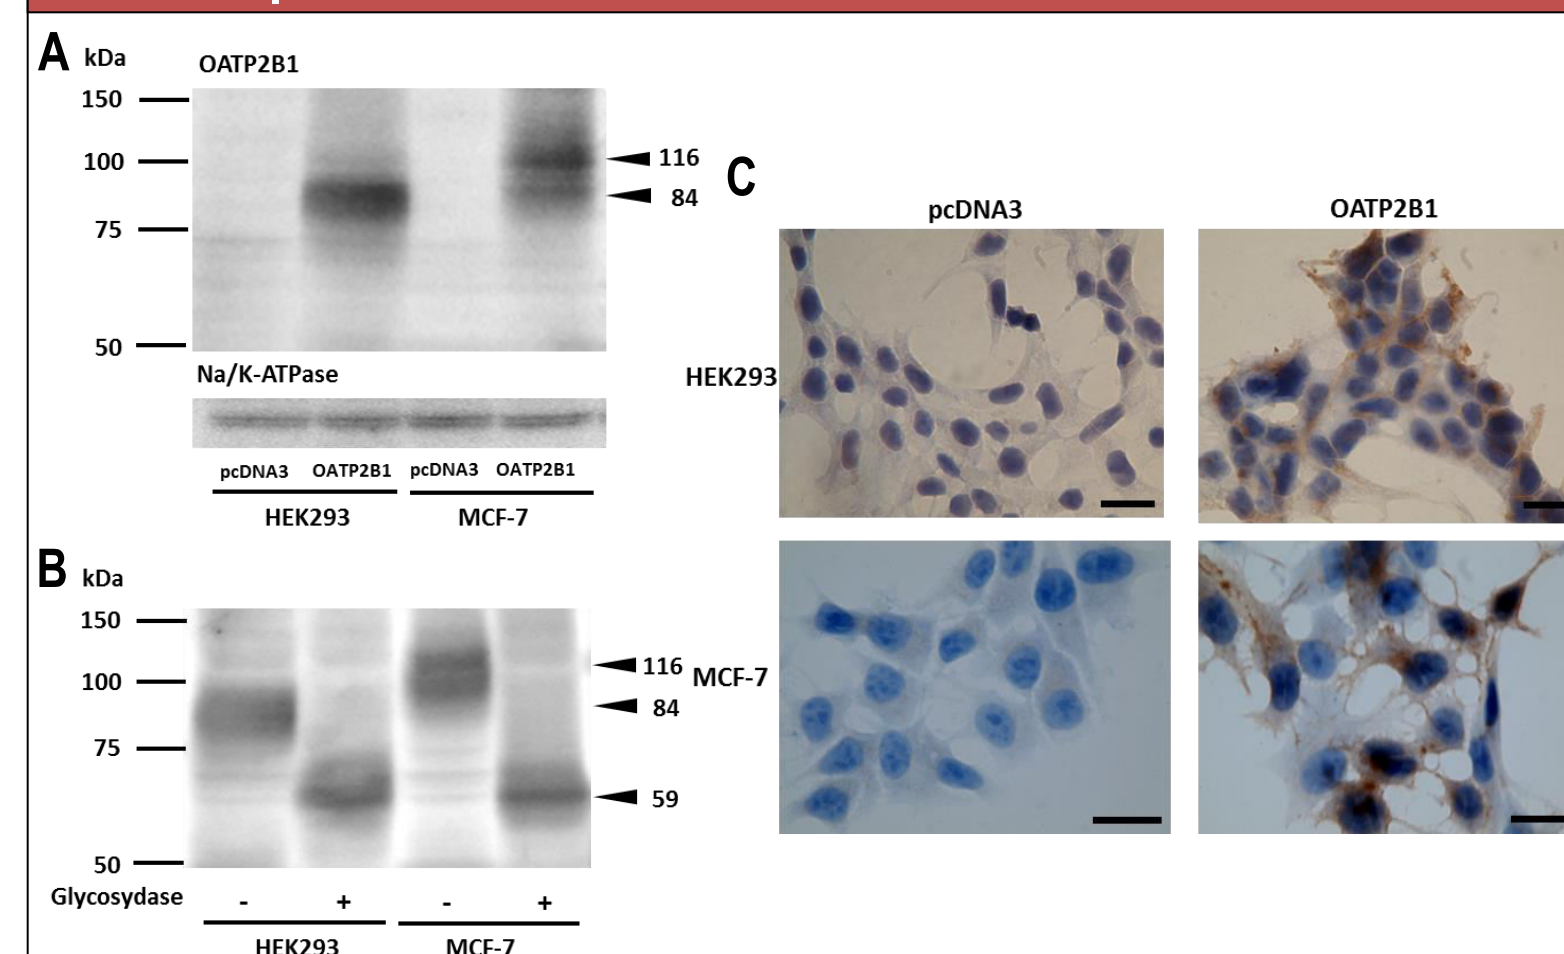 A
kDa
OATP2B1
150
100
75
50
116
84
Na/K-ATPase
pcDNA3 OATP2B1 pcDNA3 OATP2B1
HEK293 MCF-7
B
kDa
150
100
75
50
116
84
59
Glycosydase - + - +
HEK293 MCF-7
C
pcDNA3 OATP2B1
HEK293
MCF-7